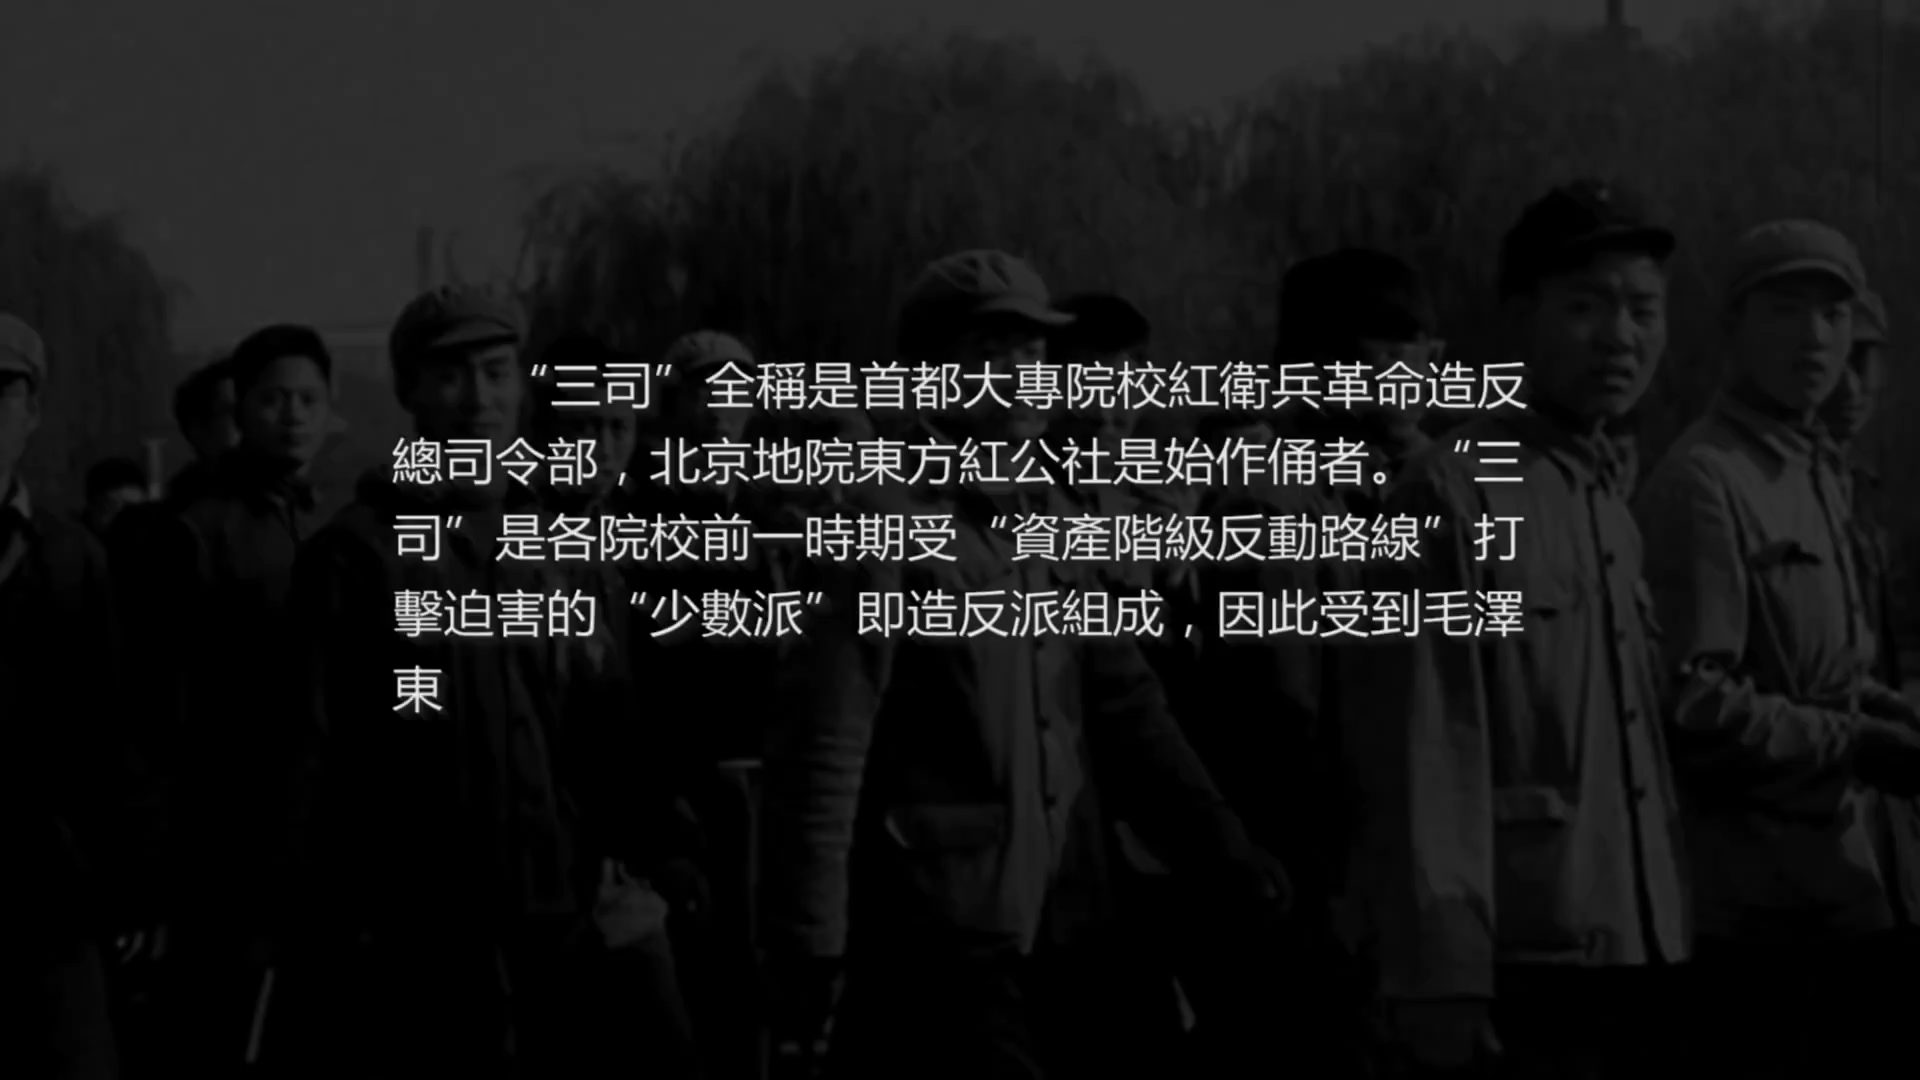 “三司”全稱是首都大專院校紅衛兵革命造反
總司令部，北京地院東方紅公社是始作俑者。“三
司”是各院校前一時期受“資產階級反動路線”打
擊迫害的“少數派”即造反派組成，因此受到毛澤
東